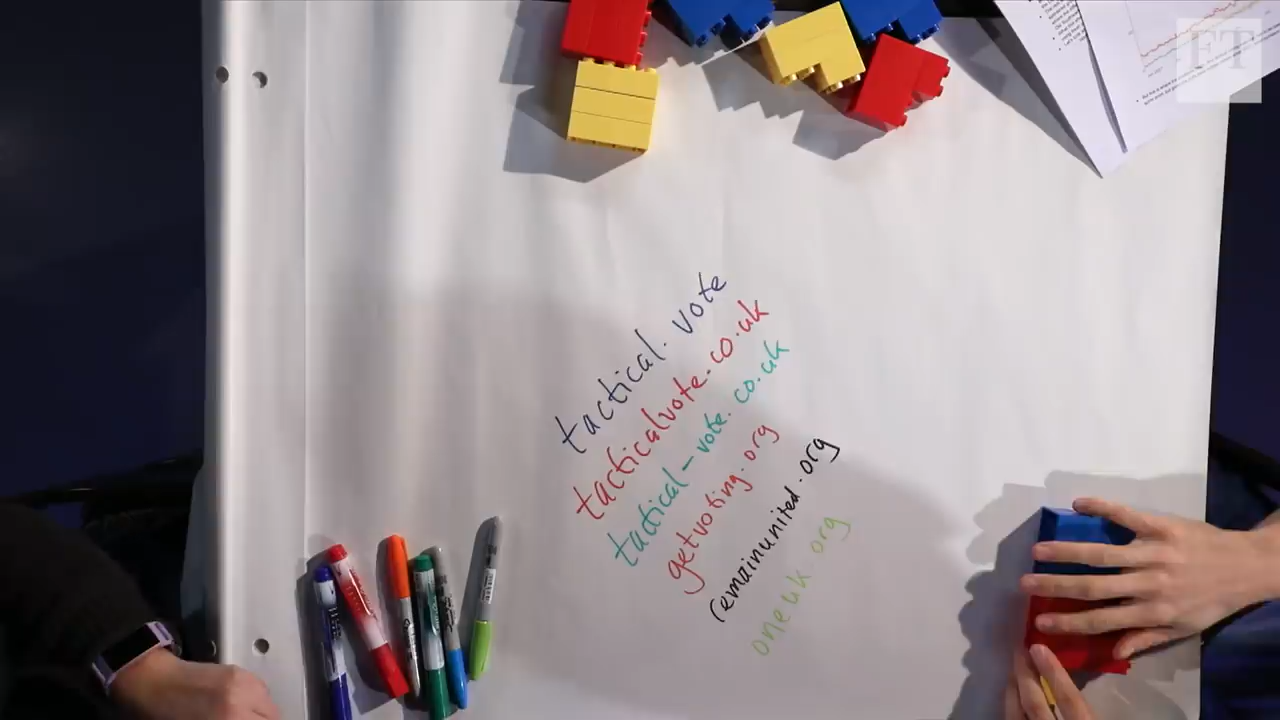 FT
tactical.vote
tacticalvote.co.uk
tactical-vote.co.uk
getvoting.org
remainunited.org
oneuk.org